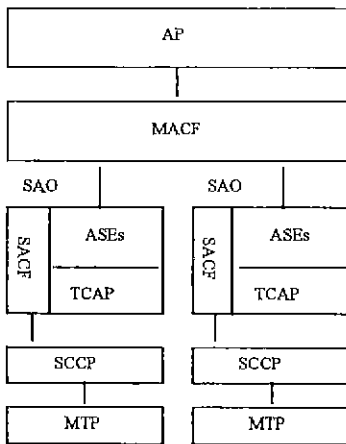 AP
MACF
SAO SAO
SACF ASEs SACF ASEs
TCAP TCAP
SCCP SCCP
MTP MTP